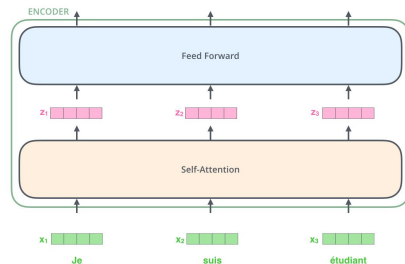 ENCODER
Feed Forward
z₁ z₂ z₃
Self-Attention
x₁ x₂ x₃
Je suis étudiant